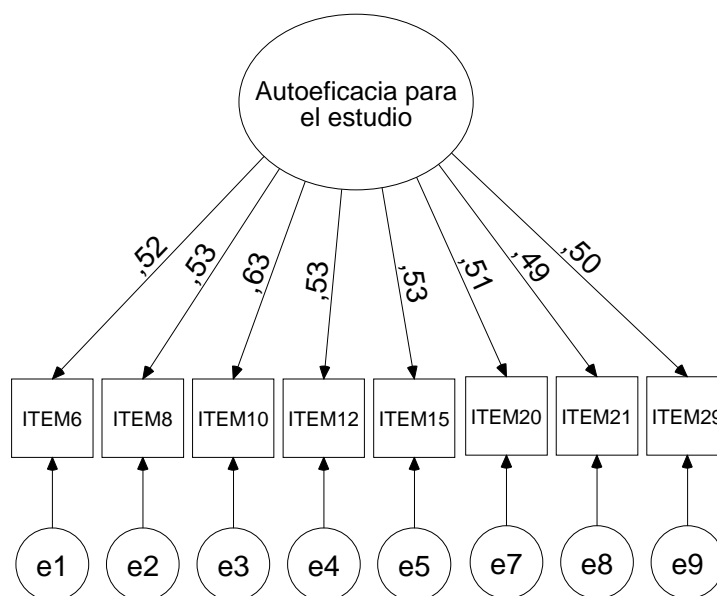 Autoeficacia para
el estudio
,52
,53
,63
,53
,53
,51
,49
,50
ITEM6
ITEM8
ITEM10
ITEM12
ITEM15
ITEM20
ITEM21
ITEM29
e1
e2
e3
e4
e5
e7
e8
e9